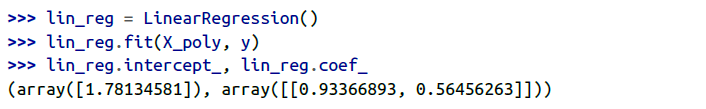 >>> lin_reg = LinearRegression()
>>> lin_reg.fit(X_poly, y)
>>> lin_reg.intercept_, lin_reg.coef_
(array([1.78134581]), array([[0.93366893, 0.56456263]]))